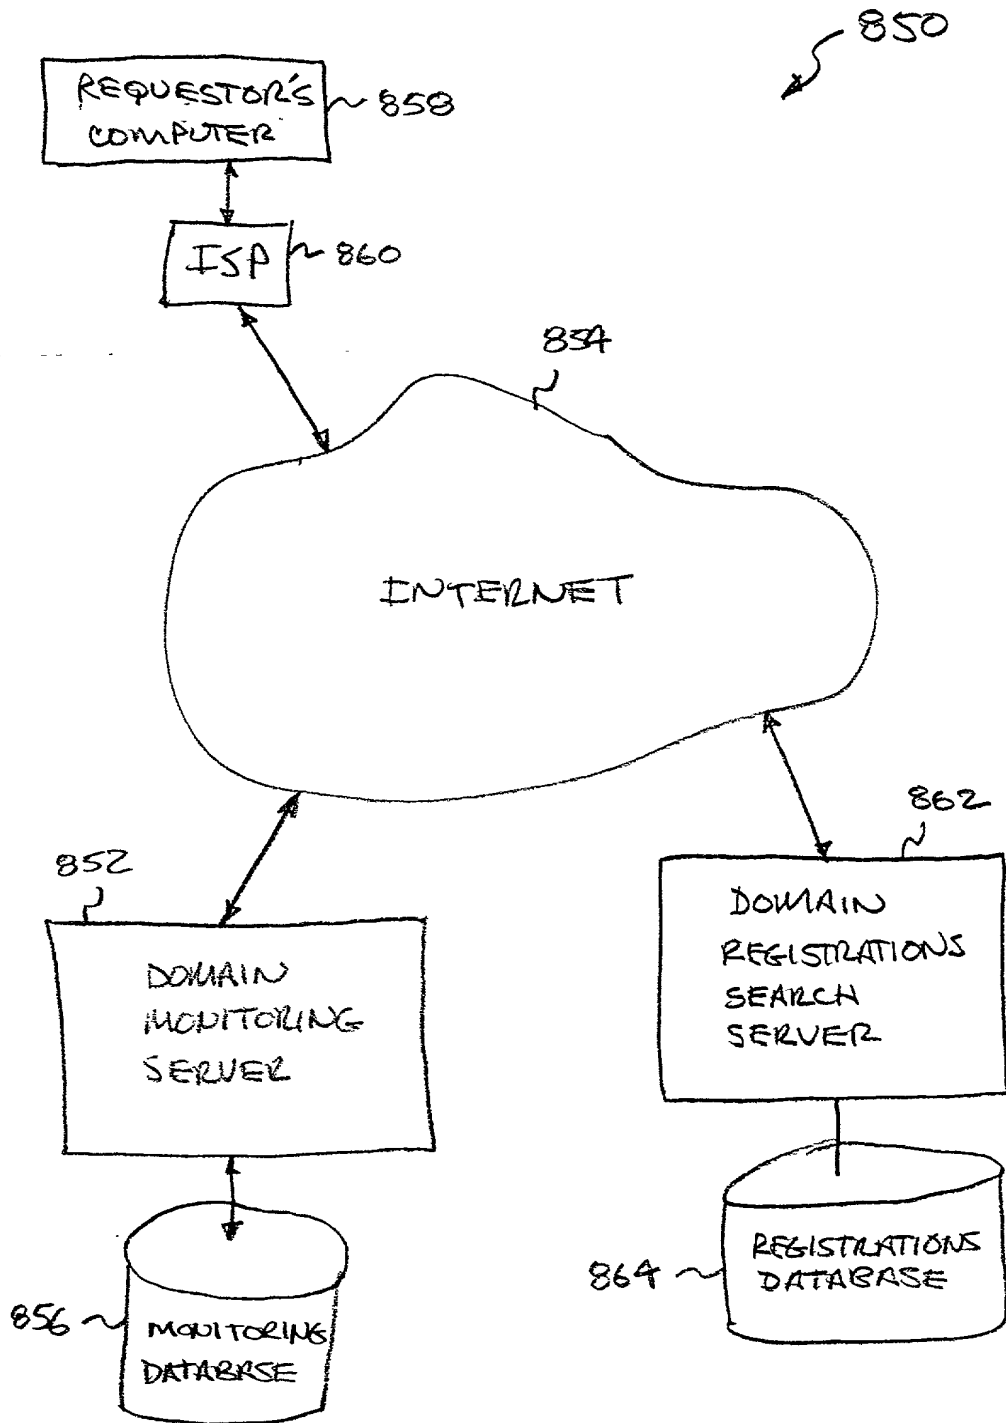 850
REQUESTOR'S
COMPUTER
858
ISP
860
854
INTERNET
862
852
DOMAIN
REGISTRATIONS
SEARCH
SERVER
DOMAIN
MONITORING
SERVER
REGISTRATIONS
DATABASE
864
856
MONITORING
DATABASE